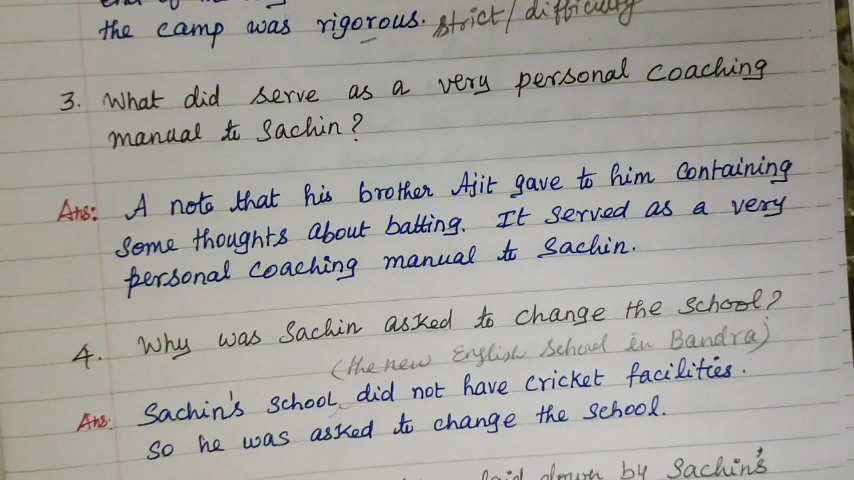 the camp was rigorous. strict/difficulty
3. What did serve as a very personal coaching
manual to Sachin?
Ans: A note that his brother Ajit gave to him containing
some thoughts about batting. It served as a very
personal coaching manual to Sachin.
4. Why was Sachin asked to change the school?
(the new English School in Bandra)
Ans: Sachin's school did not have cricket facilities.
so he was asked to change the school.
laid down by Sachin's